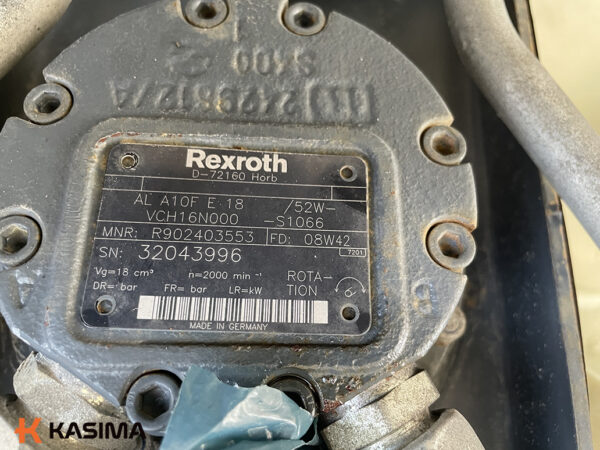 Rexroth
D-72160 Horb
AL A10F E 18 /52W-
VCH16N000 -S1066
MNR: R902403553 FD: 08W42
SN: 32043996 7201
Vg=18 cm³ n=2000 min⁻¹ ROTA-
DR= bar FR= bar LR=kW TION
MADE IN GERMANY
KASIMA